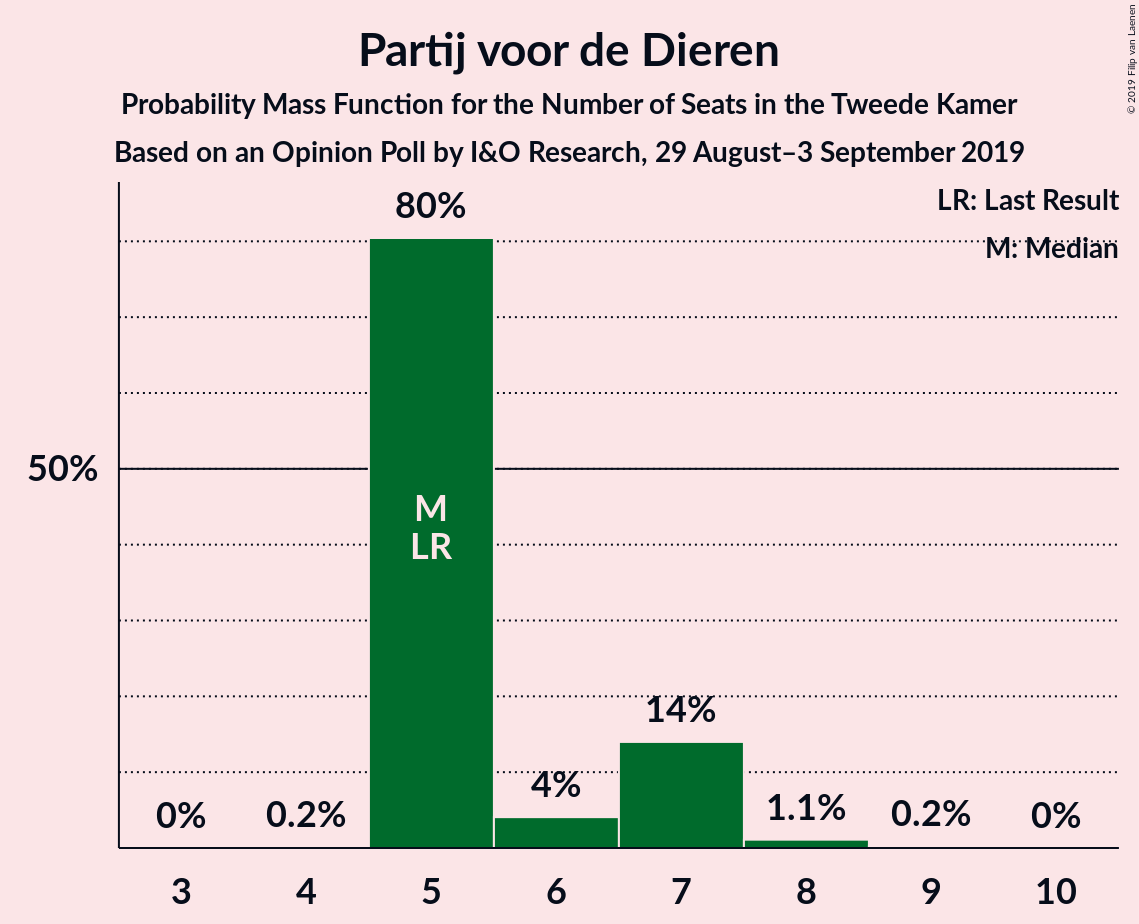 Partij voor de Dieren
Probability Mass Function for the Number of Seats in the Tweede Kamer
Based on an Opinion Poll by I&O Research, 29 August–3 September 2019
© 2019 Filip van Laenen
LR: Last Result
M: Median
80%
50%
M
LR
14%
4%
0%
0.2%
1.1%
0.2%
0%
3 4 5 6 7 8 9 10